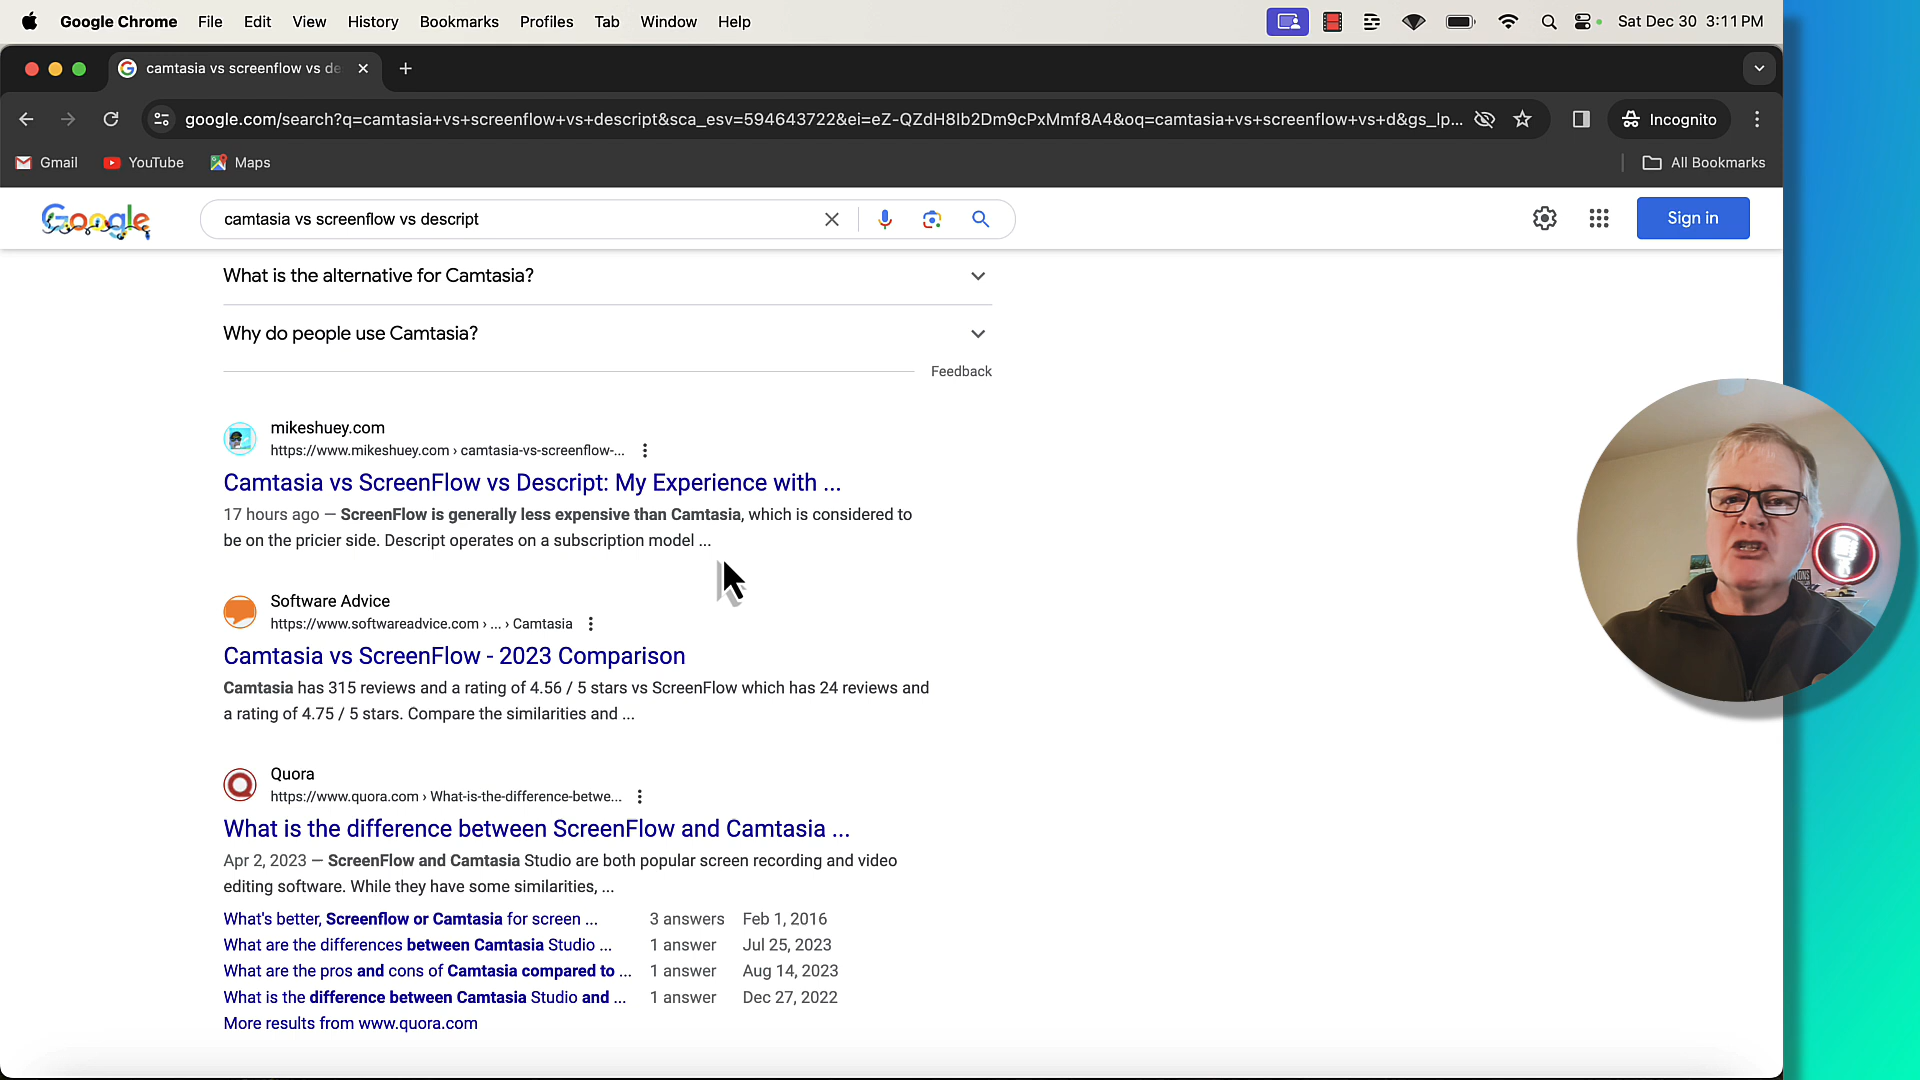 Google Chrome File Edit View History Bookmarks Profiles Tab Window Help Sat Dec 30 3:11 PM
camtasia vs screenflow vs de
google.com/search?q=camtasia+vs+screenflow+vs+descript&sca_esv=594643722&ei=eZ-QZdH8Ib2Dm9cPxMmf8A4&oq=camtasia+vs+screenflow+vs+d&gs_lp... Incognito
Gmail YouTube Maps All Bookmarks
Google camtasia vs screenflow vs descript Sign in
What is the alternative for Camtasia?
Why do people use Camtasia?
Feedback
mikeshuey.com
https://www.mikeshuey.com › camtasia-vs-screenflow-...
Camtasia vs ScreenFlow vs Descript: My Experience with ...
17 hours ago — ScreenFlow is generally less expensive than Camtasia, which is considered to
be on the pricier side. Descript operates on a subscription model ...
Software Advice
https://www.softwareadvice.com › ... › Camtasia
Camtasia vs ScreenFlow - 2023 Comparison
Camtasia has 315 reviews and a rating of 4.56 / 5 stars vs ScreenFlow which has 24 reviews and
a rating of 4.75 / 5 stars. Compare the similarities and ...
Quora
https://www.quora.com › What-is-the-difference-betwe...
What is the difference between ScreenFlow and Camtasia ...
Apr 2, 2023 — ScreenFlow and Camtasia Studio are both popular screen recording and video
editing software. While they have some similarities, ...
What's better, Screenflow or Camtasia for screen ... 3 answers Feb 1, 2016
What are the differences between Camtasia Studio ... 1 answer Jul 25, 2023
What are the pros and cons of Camtasia compared to ... 1 answer Aug 14, 2023
What is the difference between Camtasia Studio and ... 1 answer Dec 27, 2022
More results from www.quora.com